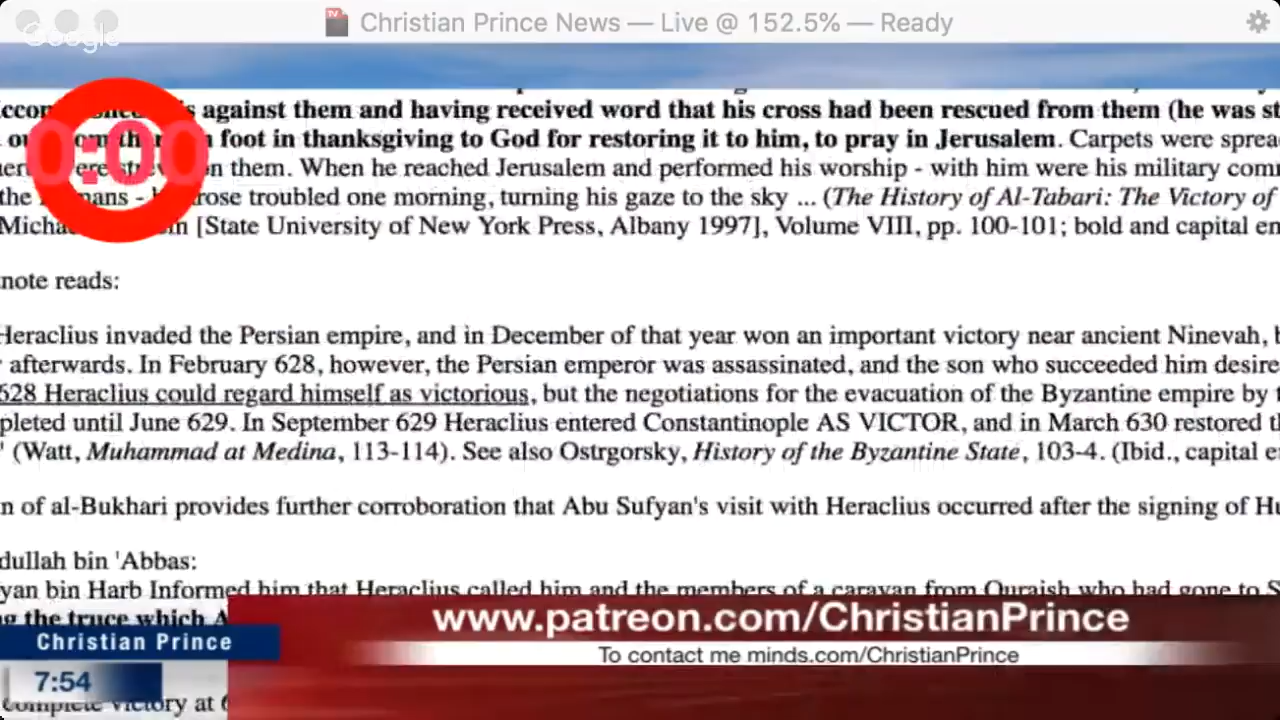 Christian Prince News — Live @ 152.5% — Ready
Google
against them and having received word that his cross had been rescued from them (he was st
foot in thanksgiving to God for restoring it to him, to pray in Jerusalem. Carpets were sprea
them. When he reached Jerusalem and performed his worship - with him were his military com
the rose troubled one morning, turning his gaze to the sky ... (The History of Al-Tabari: The Victory of
[State University of New York Press, Albany 1997], Volume VIII, pp. 100-101; bold and capital en
0:00
note reads:
Heraclius invaded the Persian empire, and in December of that year won an important victory near ancient Ninevah, b
afterwards. In February 628, however, the Persian emperor was assassinated, and the son who succeeded him desire
628 Heraclius could regard himself as victorious, but the negotiations for the evacuation of the Byzantine empire by t
pleted until June 629. In September 629 Heraclius entered Constantinople AS VICTOR, and in March 630 restored th
(Watt, Muhammad at Medina, 113-114). See also Ostrgorsky, History of the Byzantine State, 103-4. (Ibid., capital e
n of al-Bukhari provides further corroboration that Abu Sufyan's visit with Heraclius occurred after the signing of Hu
dullah bin 'Abbas:
yan bin Harb Informed him that Heraclius called him and the members of a caravan from Quraish who had gone to S
g the truce which A
www.patreon.com/ChristianPrince
Christian Prince
To contact me minds.com/ChristianPrince
7:54
complete victory at 6